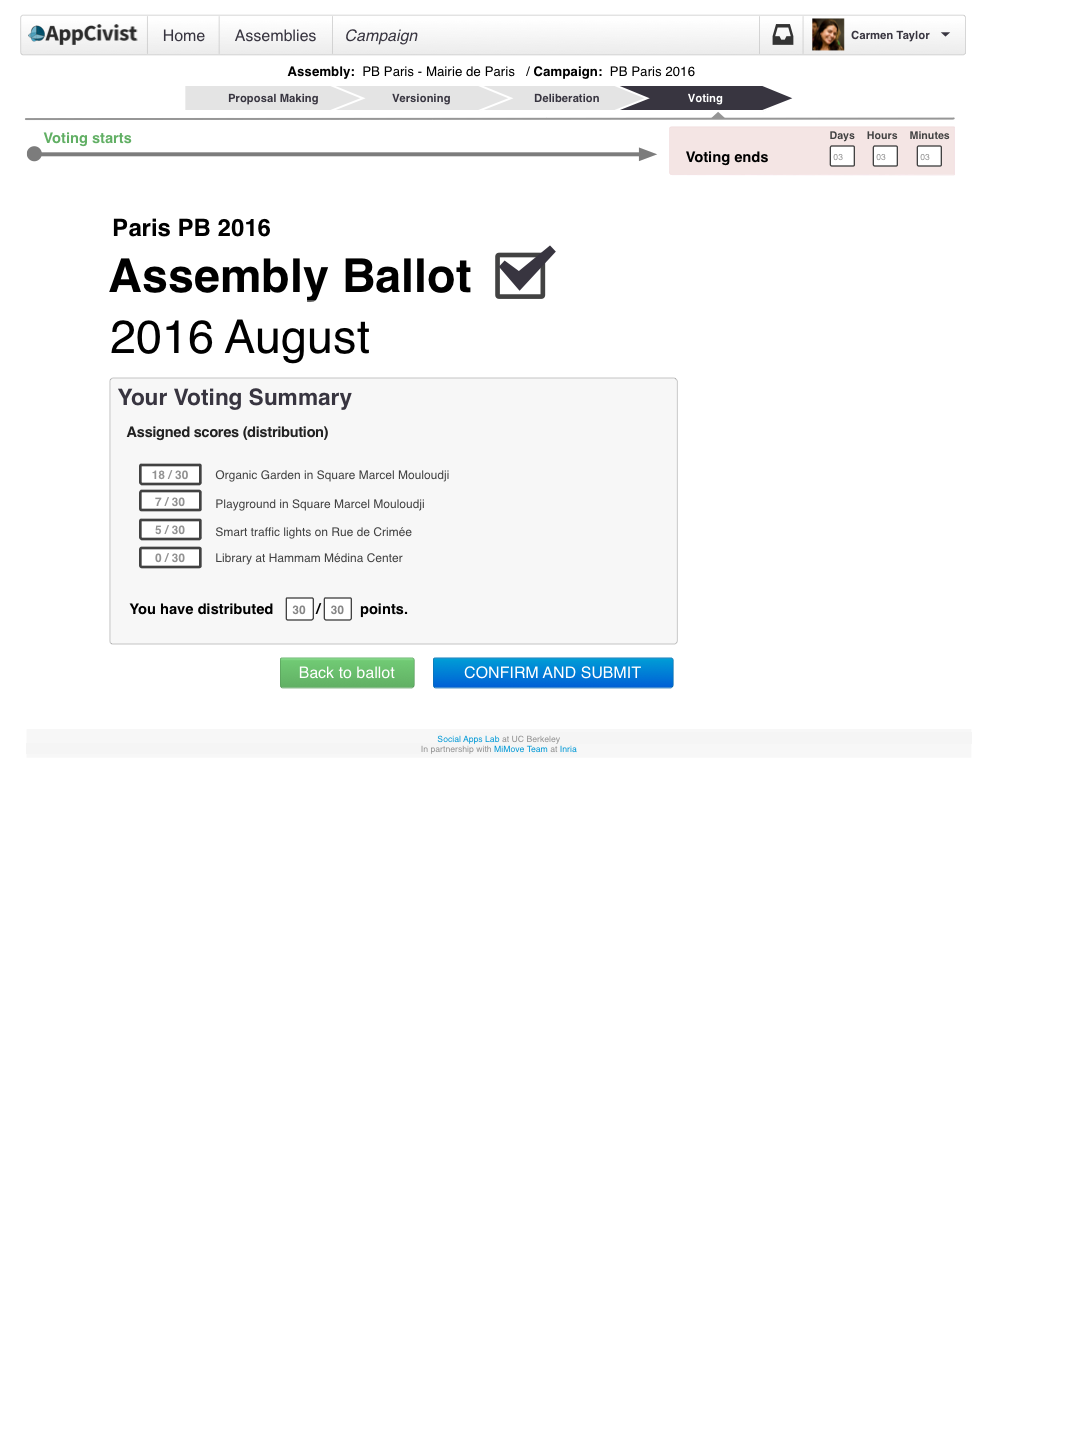 AppCivist Home Assemblies Campaign Carmen Taylor
Assembly: PB Paris - Mairie de Paris / Campaign: PB Paris 2016
Proposal Making Versioning Deliberation Voting
Voting starts
Days Hours Minutes
Voting ends 03 03 03
Paris PB 2016
Assembly Ballot
2016 August
Your Voting Summary
Assigned scores (distribution)
18 / 30 Organic Garden in Square Marcel Mouloudji
7 / 30 Playground in Square Marcel Mouloudji
5 / 30 Smart traffic lights on Rue de Crimée
0 / 30 Library at Hammam Médina Center
You have distributed 30 / 30 points.
Back to ballot CONFIRM AND SUBMIT
Social Apps Lab at UC Berkeley
In partnership with MiMove Team at Inria